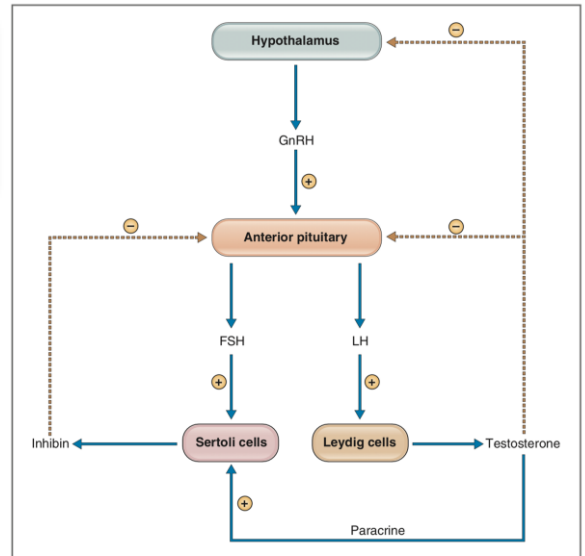 Hypothalamus
−
GnRH
+
−
Anterior pituitary
−
FSH
LH
+
+
Inhibin
Sertoli cells
Leydig cells
Testosterone
+
Paracrine